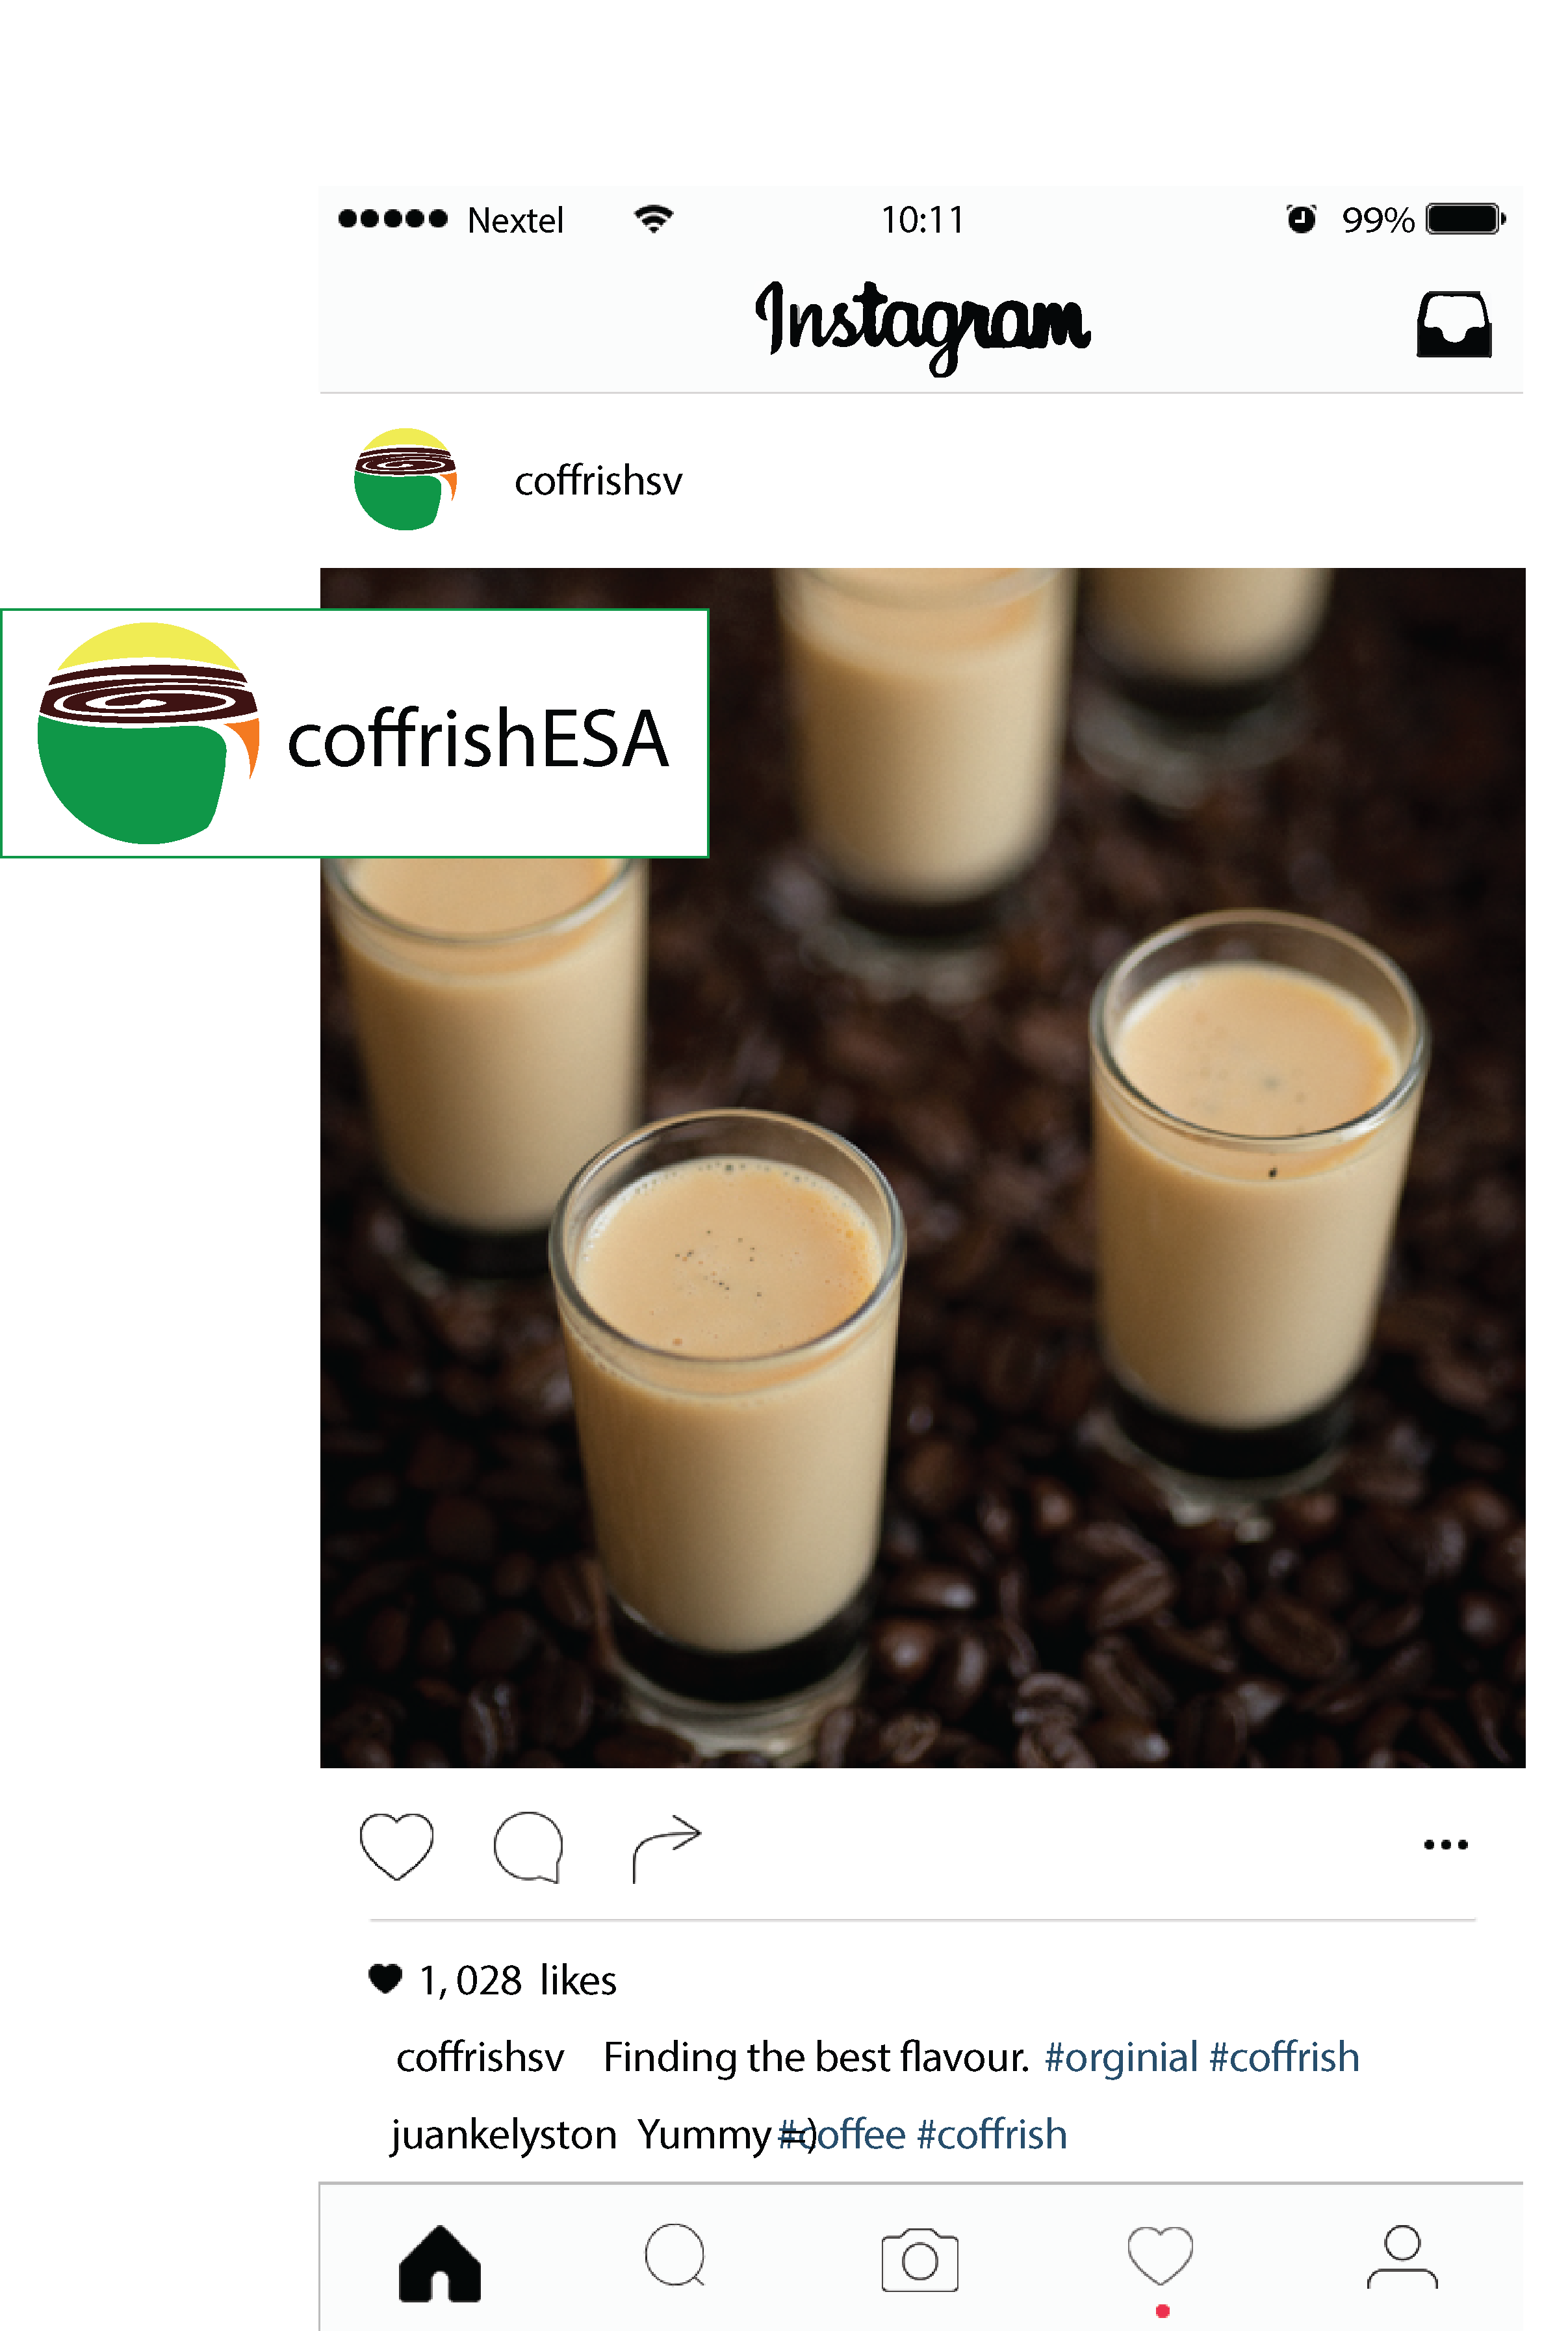 Nextel 10:11 99%
Instagram
coffrishsv
coffrishESA
1, 028 likes
coffrishsv Finding the best flavour. #orginial #coffrish
juankelyston Yummy =) #coffee #coffrish